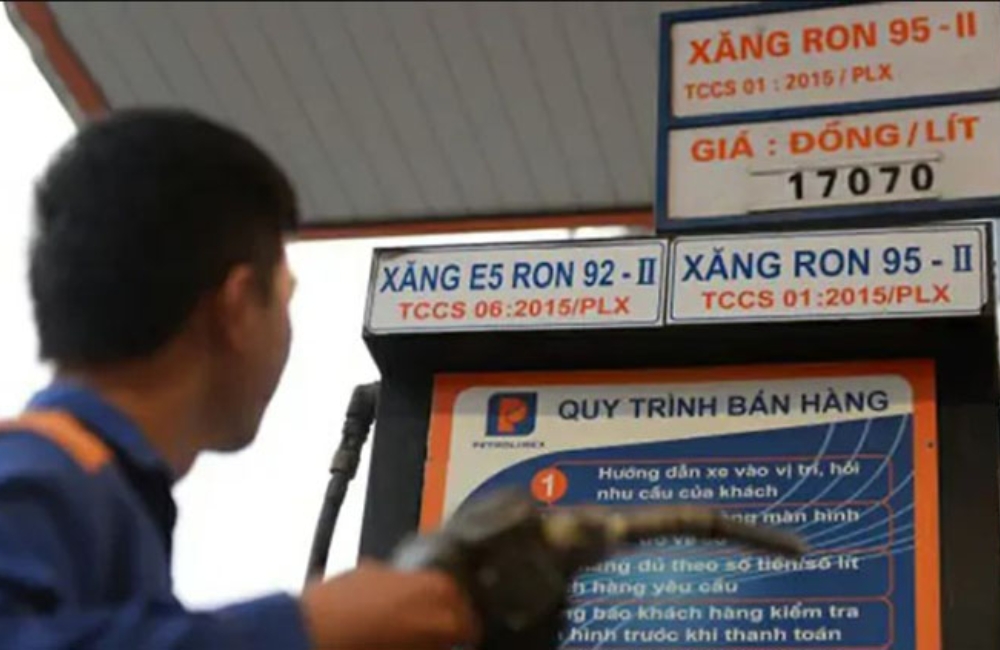 XĂNG RON 95 - II
TCCS 01 : 2015 / PLX
GIÁ : ĐỒNG / LÍT
17070
XĂNG E5 RON 92 - II
TCCS 06:2015/PLX
XĂNG RON 95 - II
TCCS 01:2015/PLX
PETROLIMEX
QUY TRÌNH BÁN HÀNG
1
Hướng dẫn xe vào vị trí, hỏi
nhu cầu của khách
màn hình
đủ theo số tiền/số lít
hàng yêu cầu
báo khách hàng kiểm tra
hình trước khi thanh toán